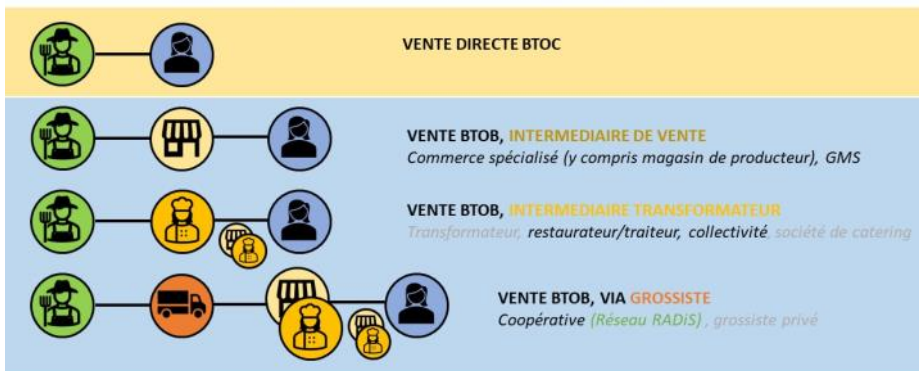 VENTE DIRECTE BTOC
VENTE BTOB, INTERMEDIAIRE DE VENTE
Commerce spécialisé (y compris magasin de producteur), GMS
VENTE BTOB, INTERMEDIAIRE TRANSFORMATEUR
Transformateur, restaurateur/traiteur, collectivité, société de catering
VENTE BTOB, VIA GROSSISTE
Coopérative (Réseau RADiS) , grossiste privé